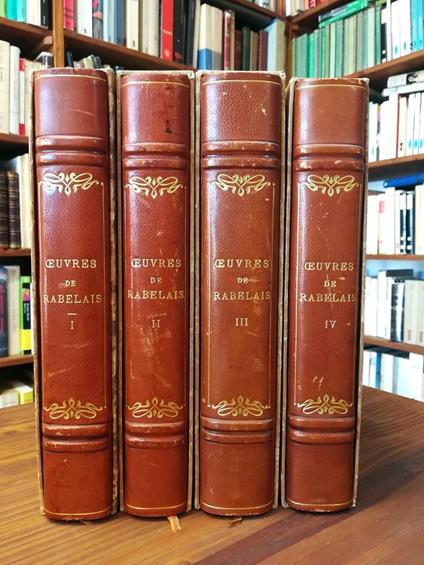 ŒUVRES
DE
RABELAIS
I
ŒUVRES
DE
RABELAIS
II
ŒUVRES
DE
RABELAIS
III
ŒUVRES
DE
RABELAIS
IV